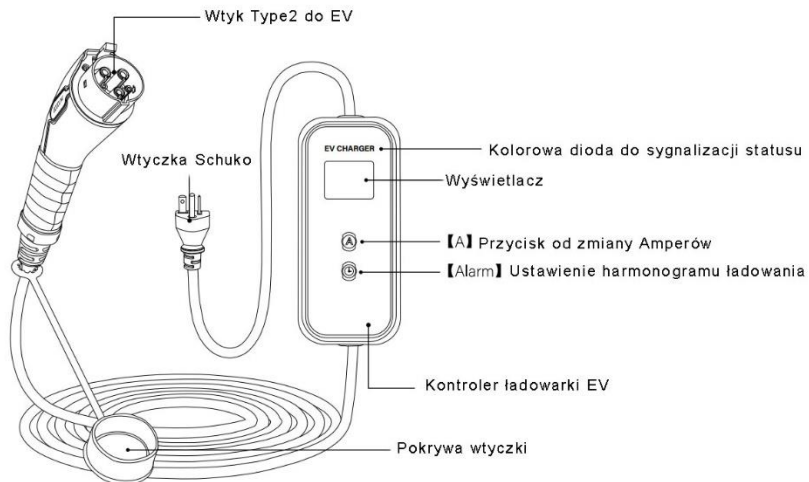 Wtyk Type2 do EV
Wtyczka Schuko
EV CHARGER
Kolorowa dioda do sygnalizacji statusu
Wyświetlacz
A
【A】 Przycisk od zmiany Amperów
【Alarm】 Ustawienie harmonogramu ładowania
Kontroler ładowarki EV
Pokrywa wtyczki